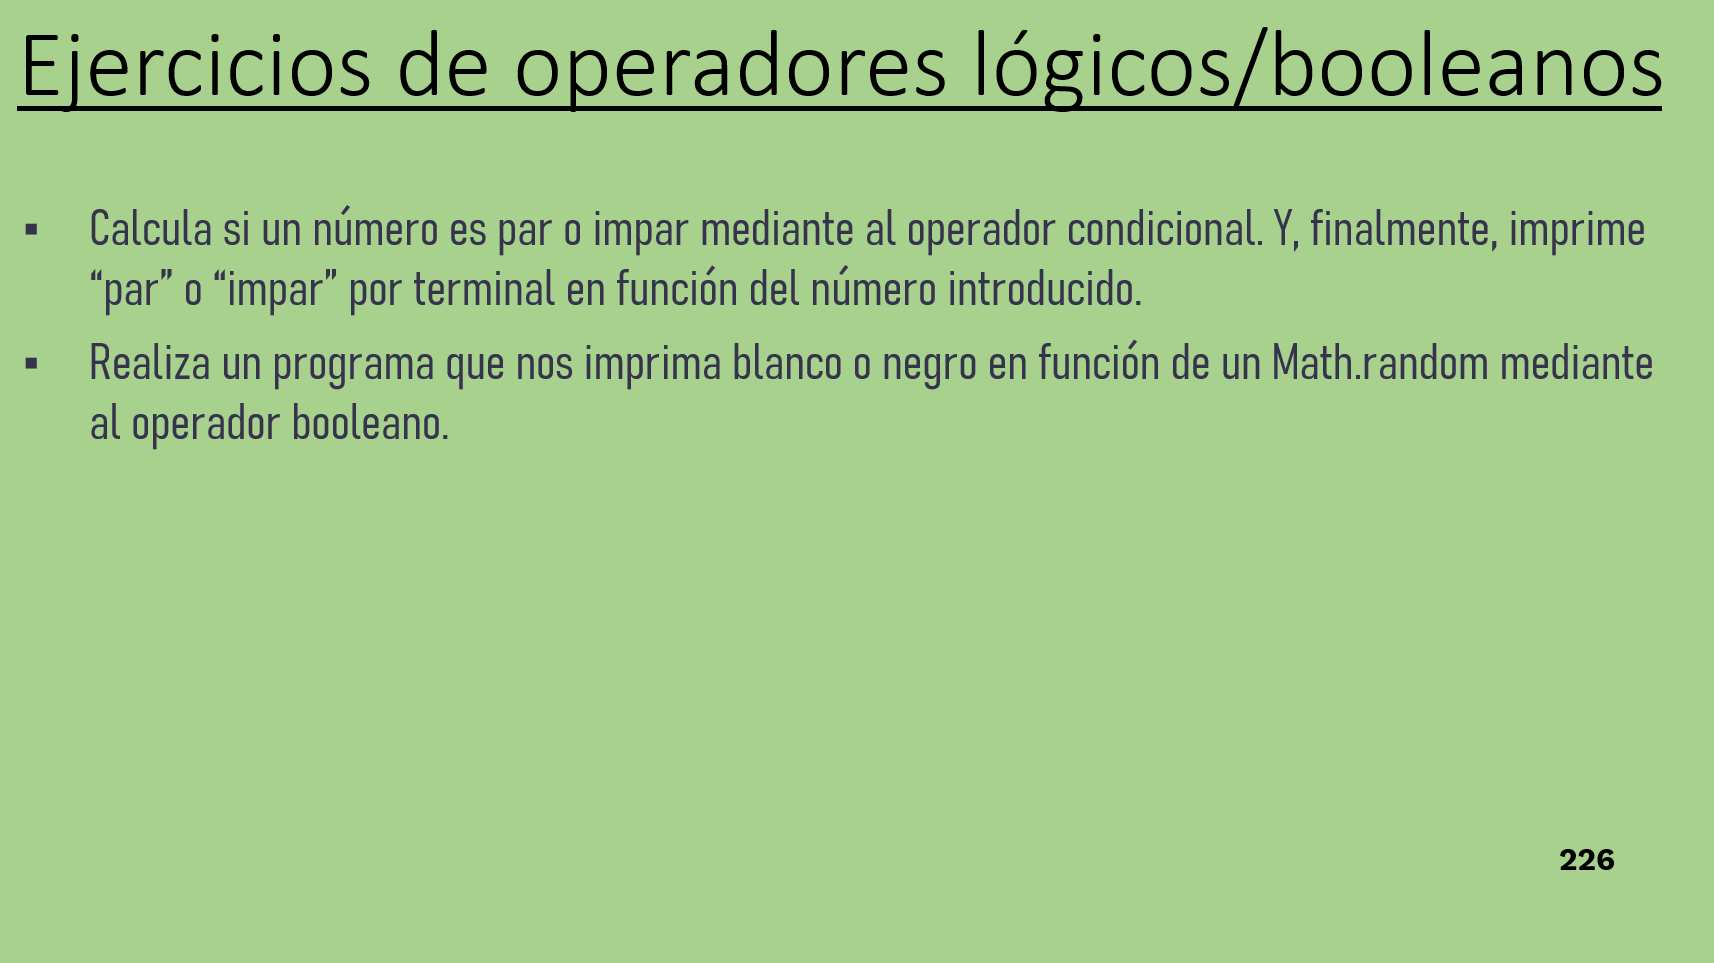 Ejercicios de operadores lógicos/booleanos
▪ Calcula si un número es par o impar mediante al operador condicional. Y, finalmente, imprime
“par” o “impar” por terminal en función del número introducido.
▪ Realiza un programa que nos imprima blanco o negro en función de un Math.random mediante
al operador booleano.
226